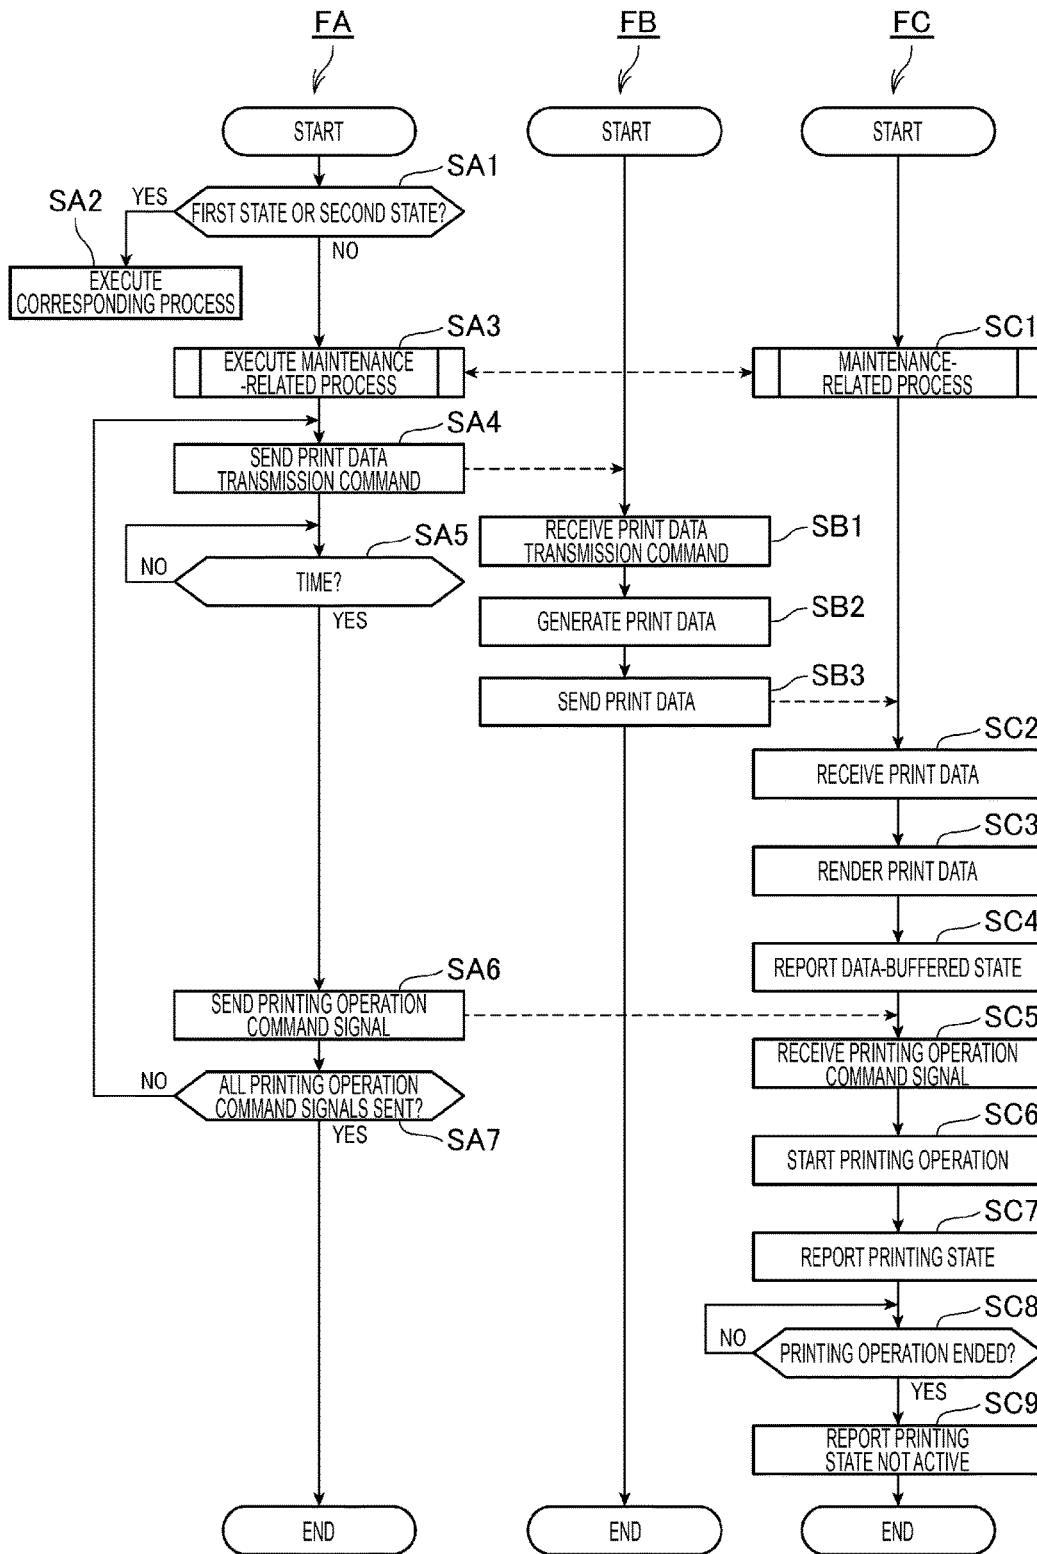 FA
FB
FC
START
START
START
SA1
YES
SA2
FIRST STATE OR SECOND STATE?
NO
EXECUTE
CORRESPONDING PROCESS
SA3
SC1
EXECUTE MAINTENANCE
-RELATED PROCESS
MAINTENANCE-
RELATED PROCESS
SA4
SEND PRINT DATA
TRANSMISSION COMMAND
RECEIVE PRINT DATA
TRANSMISSION COMMAND
SB1
SA5
NO
TIME?
YES
GENERATE PRINT DATA
SB2
SEND PRINT DATA
SB3
SC2
RECEIVE PRINT DATA
SC3
RENDER PRINT DATA
SC4
REPORT DATA-BUFFERED STATE
SA6
SEND PRINTING OPERATION
COMMAND SIGNAL
SC5
RECEIVE PRINTING OPERATION
COMMAND SIGNAL
NO
ALL PRINTING OPERATION
COMMAND SIGNALS SENT?
YES
SA7
SC6
START PRINTING OPERATION
SC7
REPORT PRINTING STATE
SC8
NO
PRINTING OPERATION ENDED?
YES
SC9
REPORT PRINTING
STATE NOT ACTIVE
END
END
END